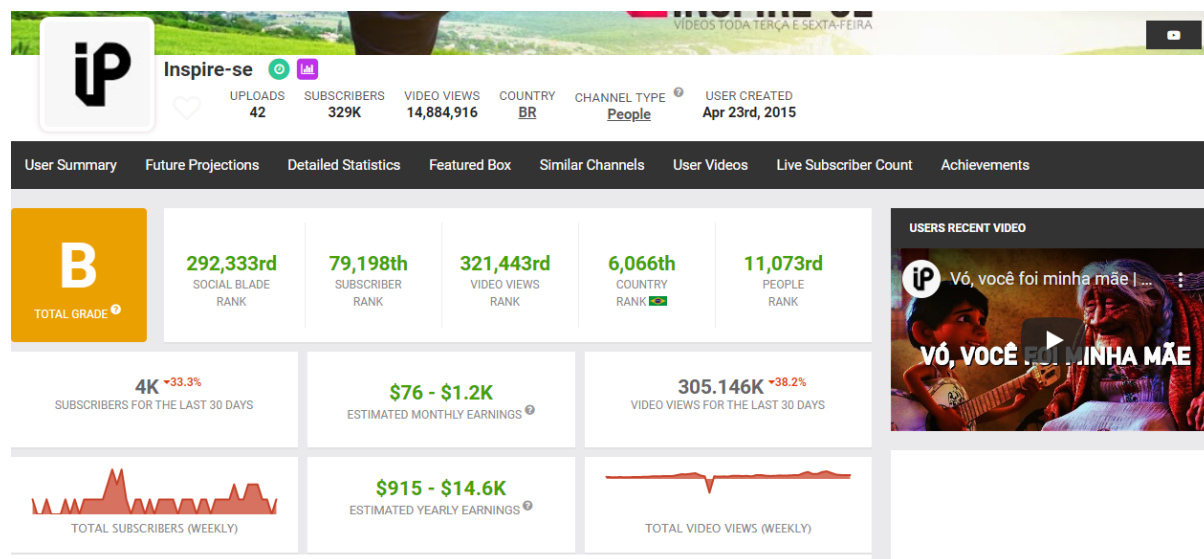 INSPIRE-SE
VÍDEOS TODA TERÇA E SEXTA-FEIRA
iP
Inspire-se
UPLOADS
42
SUBSCRIBERS
329K
VIDEO VIEWS
14,884,916
COUNTRY
BR
CHANNEL TYPE ?
People
USER CREATED
Apr 23rd, 2015
User Summary
Future Projections
Detailed Statistics
Featured Box
Similar Channels
User Videos
Live Subscriber Count
Achievements
B
TOTAL GRADE ?
292,333rd
SOCIAL BLADE
RANK
79,198th
SUBSCRIBER
RANK
321,443rd
VIDEO VIEWS
RANK
6,066th
COUNTRY
RANK
11,073rd
PEOPLE
RANK
USERS RECENT VIDEO
iP
Vó, você foi minha mãe | ...
VÓ, VOCÊ FOI MINHA MÃE
4K 33.3%
SUBSCRIBERS FOR THE LAST 30 DAYS
$76 - $1.2K
ESTIMATED MONTHLY EARNINGS ?
305.146K 38.2%
VIDEO VIEWS FOR THE LAST 30 DAYS
TOTAL SUBSCRIBERS (WEEKLY)
$915 - $14.6K
ESTIMATED YEARLY EARNINGS ?
TOTAL VIDEO VIEWS (WEEKLY)